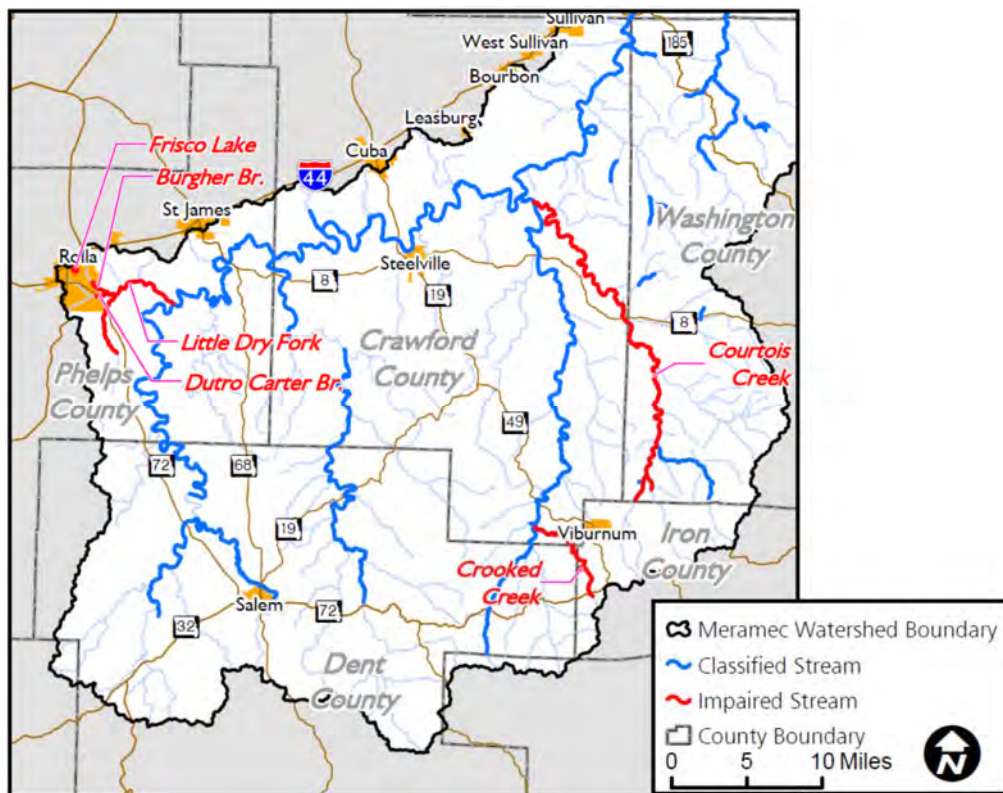 Sullivan
West Sullivan
185
Bourbon
Leasburg
Frisco Lake
Cuba
Burgher Br.
44
St James
Washington
County
Rolla
Steelville
8
19
8
Little Dry Fork
Crawford
County
Courtois
Creek
Phelps
County
Dutro Carter Br.
49
72
68
19
Viburnum
Iron
County
Crooked
Creek
Salem
72
32
Dent
County
Meramec Watershed Boundary
Classified Stream
Impaired Stream
County Boundary
0 5 10 Miles
N